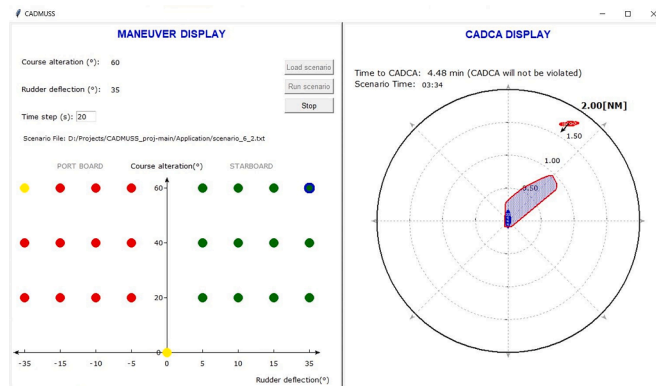 CADMUSS
MANEUVER DISPLAY
Course alteration (°): 60
Rudder deflection (°): 35
Time step (s): 20
Load scenario
Run scenario
Stop
Scenario File: D:/Projects/CADMUSS_proj-main/Application/scenario_6_2.txt
PORT BOARD Course alteration(°) STARBOARD
60
40
20
0
-35 -15 -10 -5 0 5 10 15 35
Rudder deflection(°)
CADCA DISPLAY
Time to CADCA: 4.48 min (CADCA will not be violated)
Scenario Time: 03:34
2.00[NM]
1.50
1.00
0.50